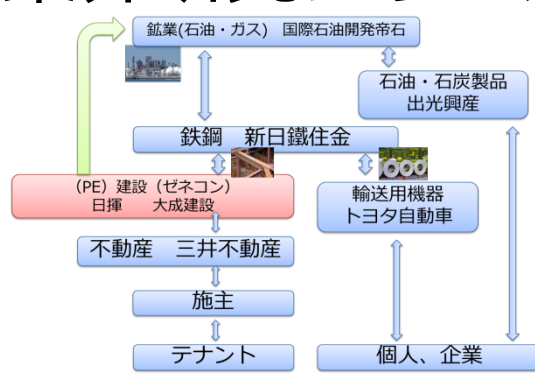 鉱業(石油・ガス)　国際石油開発帝石
石油・石炭製品
出光興産
鉄鋼　新日鐵住金
（PE）建設（ゼネコン）
日揮　　大成建設
輸送用機器
トヨタ自動車
不動産　三井不動産
施主
テナント
個人、企業